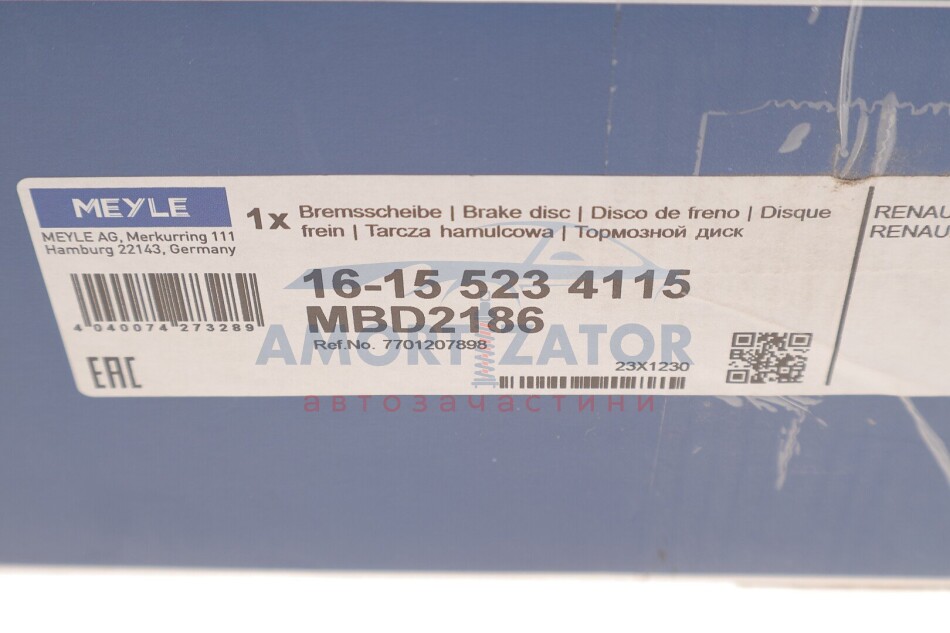 MEYLE
MEYLE AG, Merkurring 111
Hamburg 22143, Germany
4 040074 273289
EAC
1x
Bremsscheibe | Brake disc | Disco de freno | Disque
frein | Tarcza hamulcowa | Тормозной диск
16-15 523 4115
MBD2186
Ref.No. 7701207898
23X1230
RENAU
RENAU
AMORTIZATOR
автозачастини